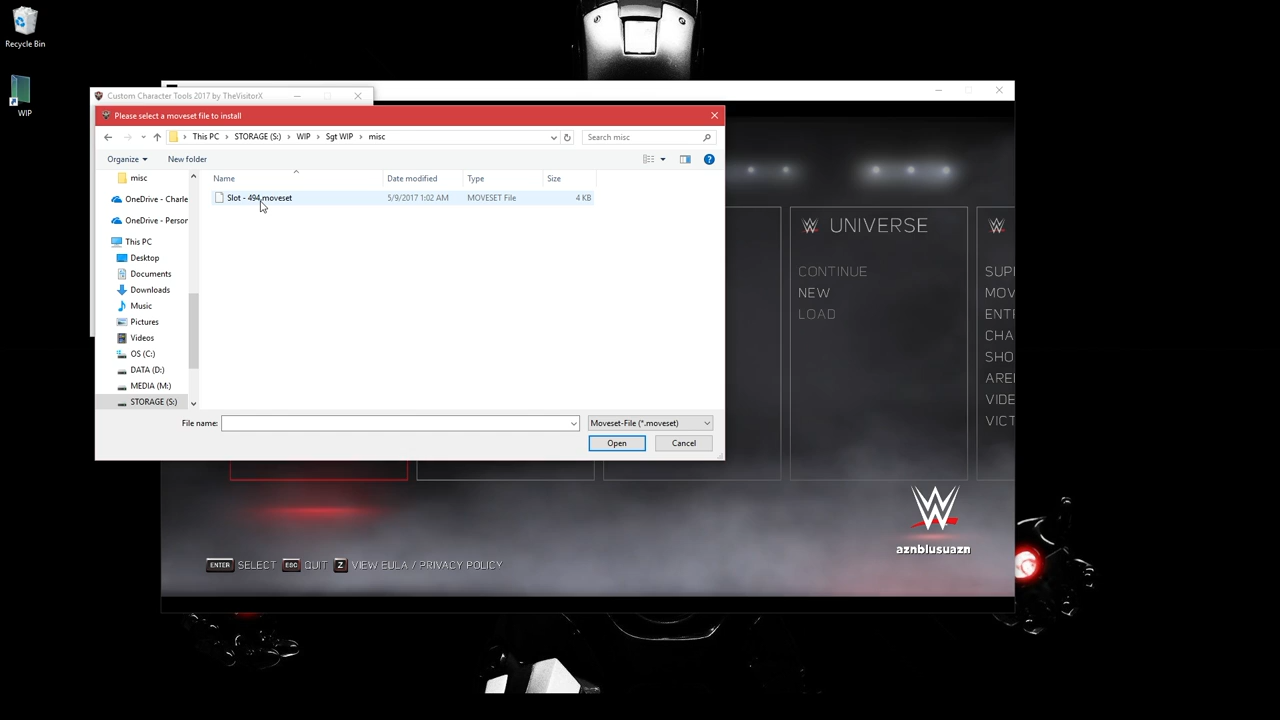 Recycle Bin
WIP
Custom Character Tools 2017 by TheVisitorX
Please select a moveset file to install
This PC > STORAGE (S:) > WIP > Sgt WIP > misc
Search misc
Organize
New folder
Name
Date modified
Type
Size
Slot - 494.moveset
5/9/2017 1:02 AM
MOVESET File
4 KB
misc
OneDrive - Charle
OneDrive - Person
This PC
Desktop
Documents
Downloads
Music
Pictures
Videos
OS (C:)
DATA (D:)
MEDIA (M:)
STORAGE (S:)
File name:
Moveset-File (*.moveset)
Open
Cancel
UNIVERSE
CONTINUE
NEW
LOAD
SUP
MOV
ENT
CHA
SHO
ARE
VIDE
VICT
aznblusuazn
ENTER SELECT ESC QUIT Z VIEW EULA / PRIVACY POLICY